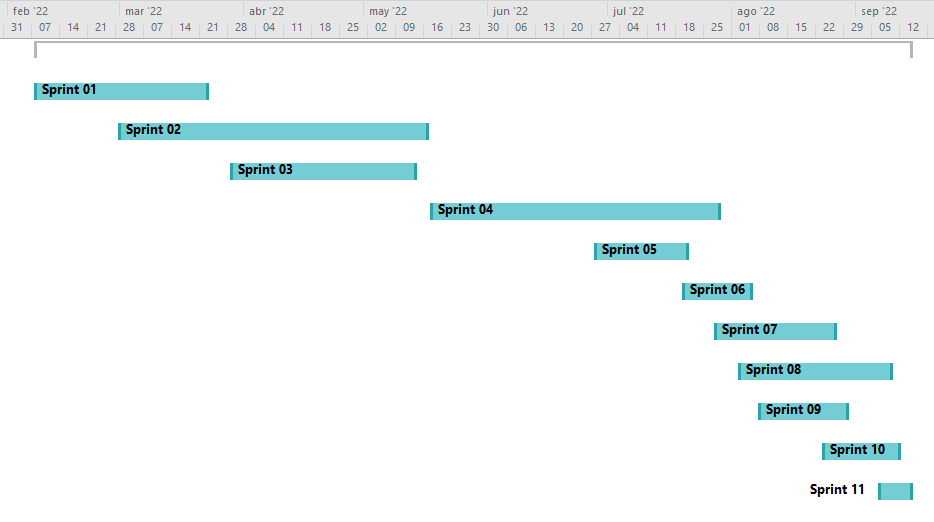 feb '22 mar '22 abr '22 may '22 jun '22 jul '22 ago '22 sep '22
31 07 14 21 28 07 14 21 28 04 11 18 25 02 09 16 23 30 06 13 20 27 04 11 18 25 01 08 15 22 29 05 12
Sprint 01
Sprint 02
Sprint 03
Sprint 04
Sprint 05
Sprint 06
Sprint 07
Sprint 08
Sprint 09
Sprint 10
Sprint 11